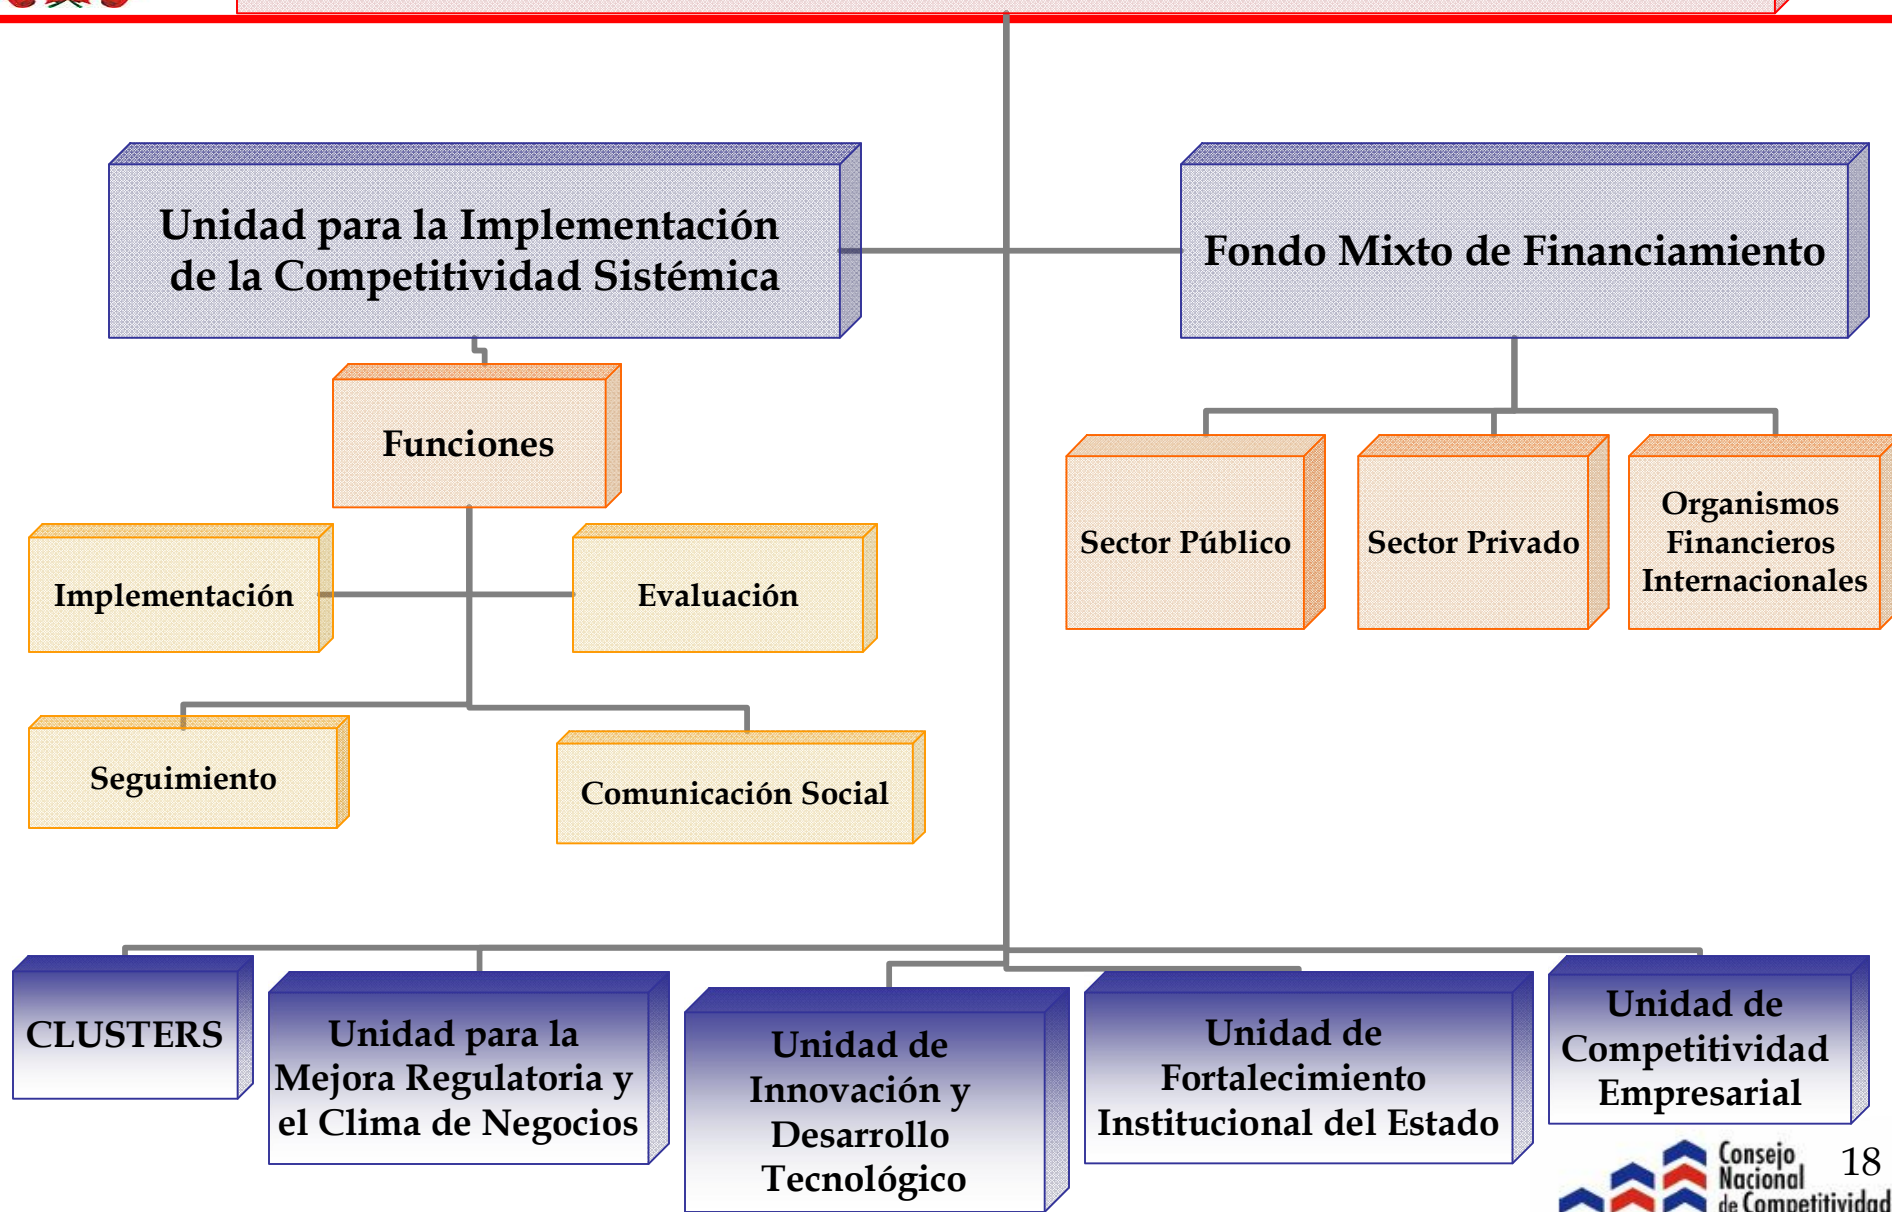 Unidad para la Implementación
de la Competitividad Sistémica
Fondo Mixto de Financiamiento
Funciones
Implementación
Evaluación
Seguimiento
Comunicación Social
Sector Público
Sector Privado
Organismos
Financieros
Internacionales
CLUSTERS
Unidad para la
Mejora Regulatoria y
el Clima de Negocios
Unidad de
Innovación y
Desarrollo
Tecnológico
Unidad de
Fortalecimiento
Institucional del Estado
Unidad de
Competitividad
Empresarial
Consejo
Nacional
de Competitividad
18